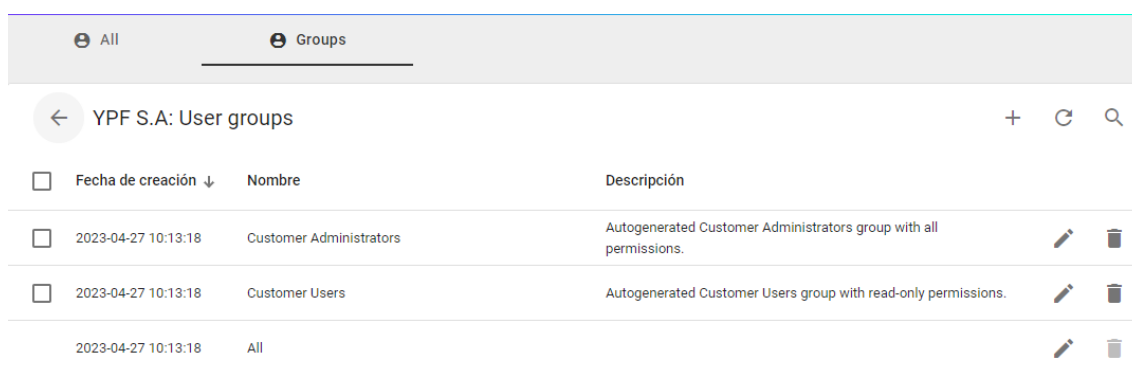 All Groups
YPF S.A: User groups
Fecha de creación Nombre Descripción
2023-04-27 10:13:18 Customer Administrators Autogenerated Customer Administrators group with all
permissions.
2023-04-27 10:13:18 Customer Users Autogenerated Customer Users group with read-only permissions.
2023-04-27 10:13:18 All